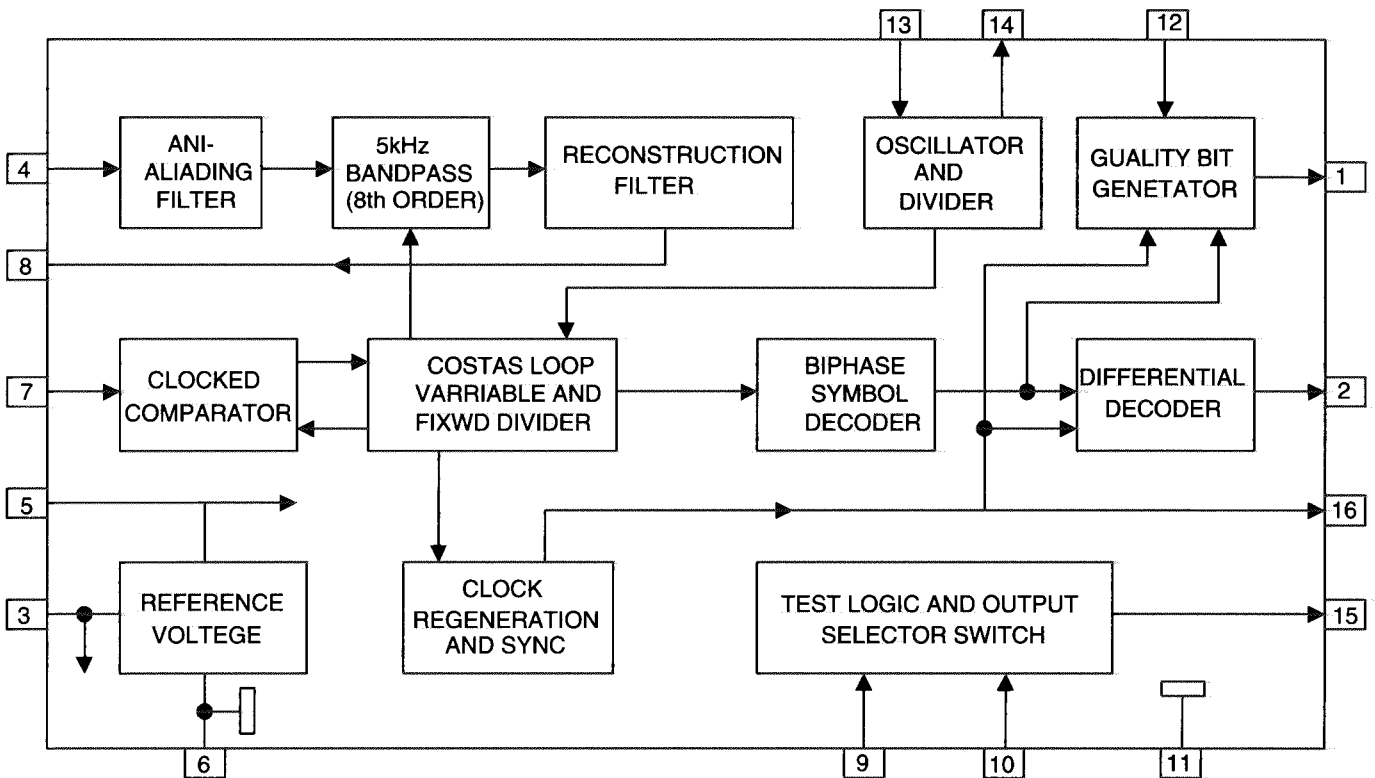 13
14
12
4
ANI-
ALIADING
FILTER
5kHz
BANDPASS
(8th ORDER)
RECONSTRUCTION
FILTER
OSCILLATOR
AND
DIVIDER
GUALITY BIT
GENETATOR
1
8
7
CLOCKED
COMPARATOR
COSTAS LOOP
VARRIABLE AND
FIXWD DIVIDER
BIPHASE
SYMBOL
DECODER
DIFFERENTIAL
DECODER
2
5
16
3
REFERENCE
VOLTEGE
CLOCK
REGENERATION
AND SYNC
TEST LOGIC AND OUTPUT
SELECTOR SWITCH
15
6
9
10
11